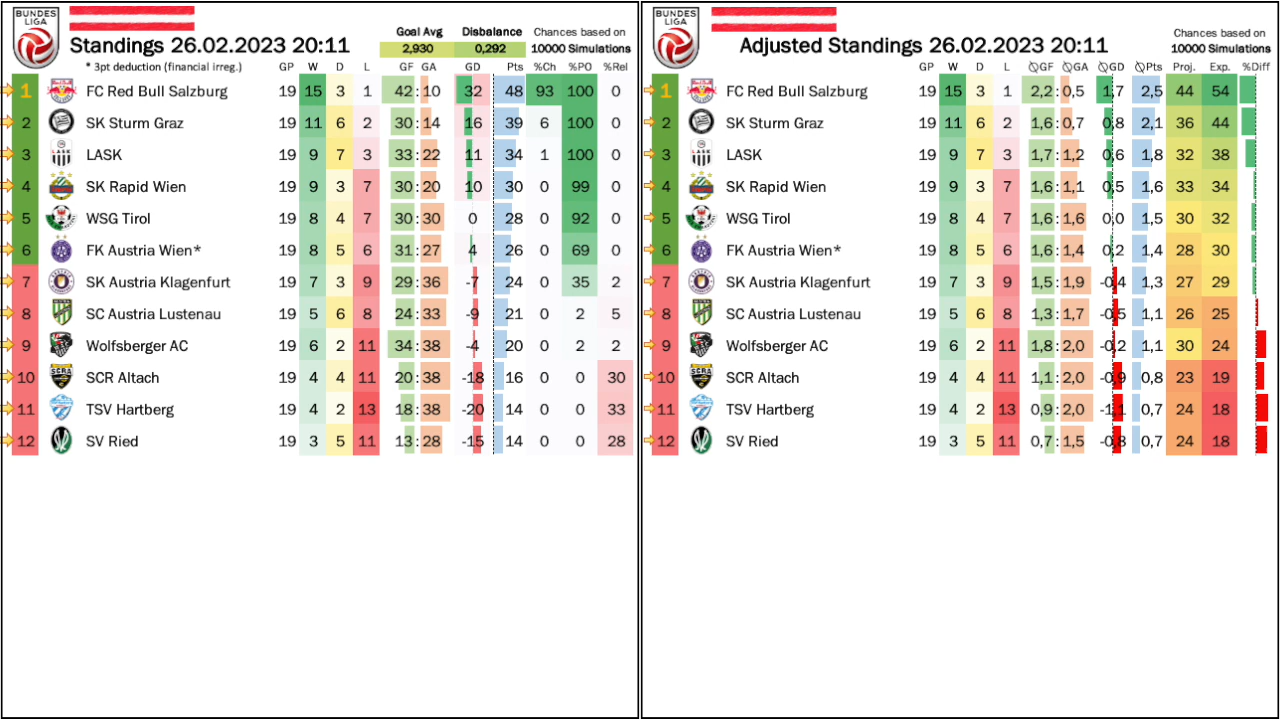 BUNDES
LIGA
Standings 26.02.2023 20:11
Goal Avg Disbalance Chances based on
2,930 0,292 10000 Simulations
* 3pt deduction (financial irreg.) GP W D L GF GA GD Pts %Ch %PO %Rel
1 FC Red Bull Salzburg 19 15 3 1 42:10 32 48 93 100 0
2 SK Sturm Graz 19 11 6 2 30:14 16 39 6 100 0
3 LASK 19 9 7 3 33:22 11 34 1 100 0
4 SK Rapid Wien 19 9 3 7 30:20 10 30 0 99 0
5 WSG Tirol 19 8 4 7 30:30 0 28 0 92 0
6 FK Austria Wien* 19 8 5 6 31:27 4 26 0 69 0
7 SK Austria Klagenfurt 19 7 3 9 29:36 -7 24 0 35 2
8 SC Austria Lustenau 19 5 6 8 24:33 -9 21 0 2 5
9 Wolfsberger AC 19 6 2 11 34:38 -4 20 0 2 2
10 SCR Altach 19 4 4 11 20:38 -18 16 0 0 30
11 TSV Hartberg 19 4 2 13 18:38 -20 14 0 0 33
12 SV Ried 19 3 5 11 13:28 -15 14 0 0 28
BUNDES
LIGA
Adjusted Standings 26.02.2023 20:11
Chances based on
10000 Simulations
GP W D L ∅GF ∅GA ∅GD ∅Pts Proj. Exp. %Diff
1 FC Red Bull Salzburg 19 15 3 1 2,2:0,5 1,7 2,5 44 54
2 SK Sturm Graz 19 11 6 2 1,6:0,7 0,8 2,1 36 44
3 LASK 19 9 7 3 1,7:1,2 0,6 1,8 32 38
4 SK Rapid Wien 19 9 3 7 1,6:1,1 0,5 1,6 33 34
5 WSG Tirol 19 8 4 7 1,6:1,6 0,0 1,5 30 32
6 FK Austria Wien* 19 8 5 6 1,6:1,4 0,2 1,4 28 30
7 SK Austria Klagenfurt 19 7 3 9 1,5:1,9 -0,4 1,3 27 29
8 SC Austria Lustenau 19 5 6 8 1,3:1,7 -0,5 1,1 26 25
9 Wolfsberger AC 19 6 2 11 1,8:2,0 -0,2 1,1 30 24
10 SCR Altach 19 4 4 11 1,1:2,0 -0,9 0,8 23 19
11 TSV Hartberg 19 4 2 13 0,9:2,0 -1,1 0,7 24 18
12 SV Ried 19 3 5 11 0,7:1,5 -0,8 0,7 24 18